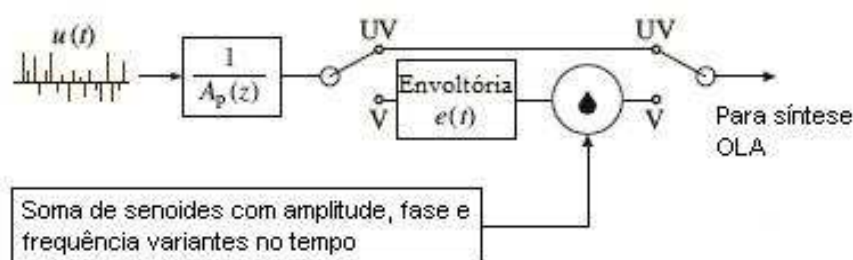 u(t)
1
A_p(z)
UV
UV
Envoltória
e(t)
V
V
Para síntese
OLA
Soma de senoides com amplitude, fase e
frequência variantes no tempo